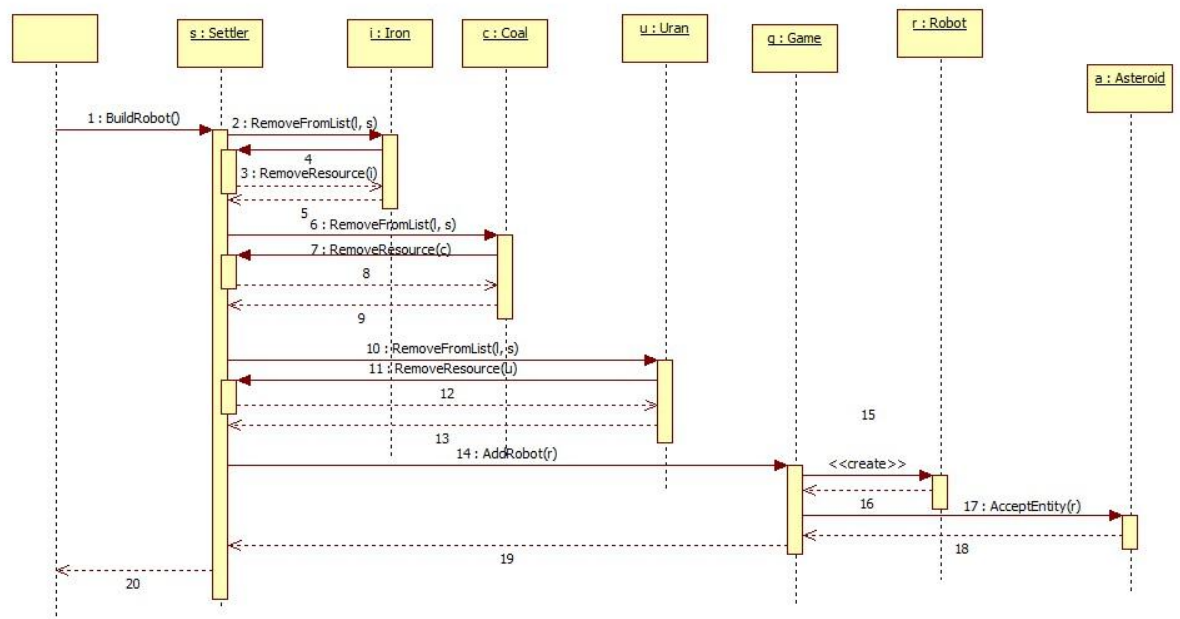 s : Settler
i : Iron
c : Coal
u : Uran
g : Game
r : Robot
a : Asteroid
1 : BuildRobot()
2 : RemoveFromList(l, s)
4
3 : RemoveResource(i)
5
6 : RemoveFromList(l, s)
7 : RemoveResource(c)
8
9
10 : RemoveFromList(l, s)
11 : RemoveResource(u)
12
13
14 : AddRobot(r)
15
<<create>>
16
17 : AcceptEntity(r)
18
19
20